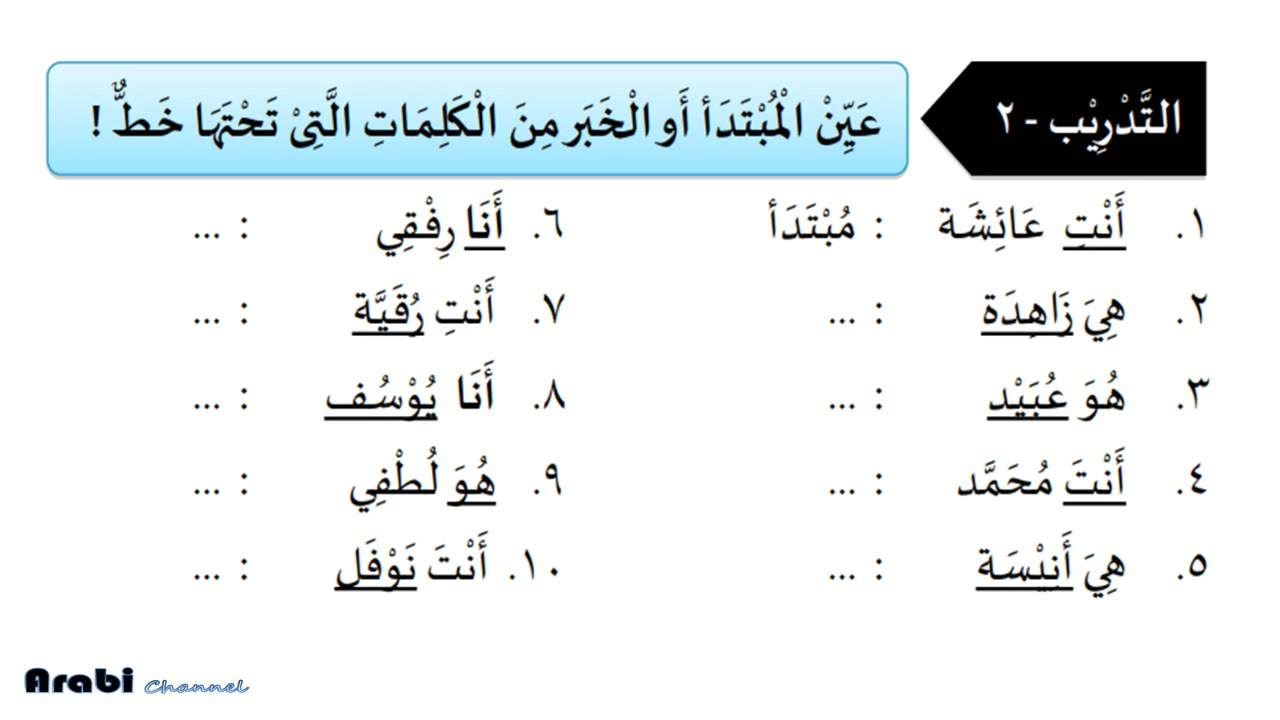 التَّدْرِيْب - ٢
عَيِّنْ الْمُبْتَدَأ أَو الْخَبَر مِنَ الْكَلِمَاتِ الَّتِيْ تَحْتَهَا خَطٌّ !
١. أَنْتِ عَائِشَة : مُبْتَدَأ
٢. هِيَ زَاهِدَة : ...
٣. هُوَ عُبَيْد : ...
٤. أَنْتَ مُحَمَّد : ...
٥. هِيَ أَنِيْسَة : ...
٦. أَنَا رِفْقِي : ...
٧. أَنْتِ رُقَيَّة : ...
٨. أَنَا يُوْسُف : ...
٩. هُوَ لُطْفِي : ...
١٠. أَنْتَ نَوْفَل : ...
Arabi Channel